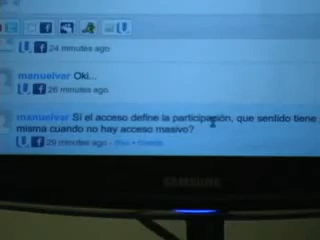 24 minutes ago
manuelvar Oki...
26 minutes ago
manuelvar Si el acceso define la participación, que sentido tiene
misma cuando no hay acceso masivo?
29 minutes ago
SAMSUNG